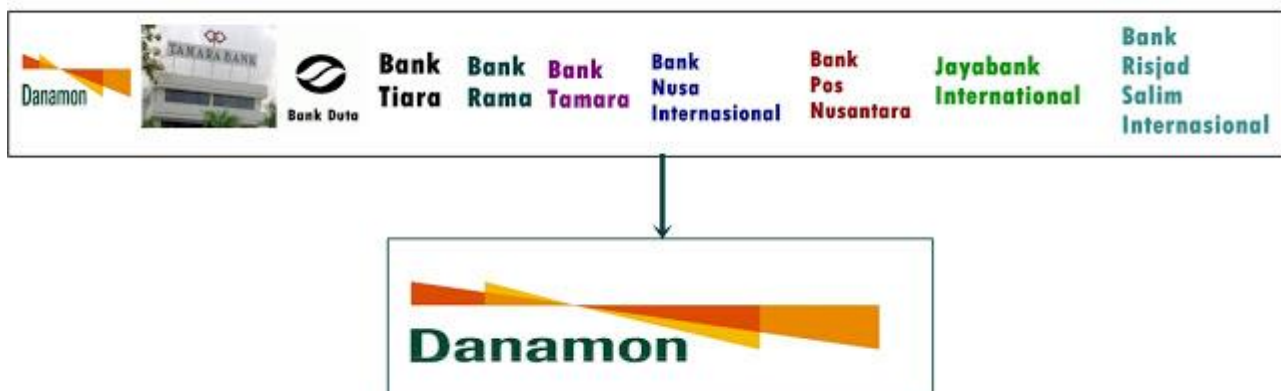 Danamon
TAMARA BANK
Bank Duta
Bank
Tiara
Bank
Rama
Bank
Tamara
Bank
Nusa
Internasional
Bank
Pos
Nusantara
Jayabank
International
Bank
Risjad
Salim
Internasional
Danamon